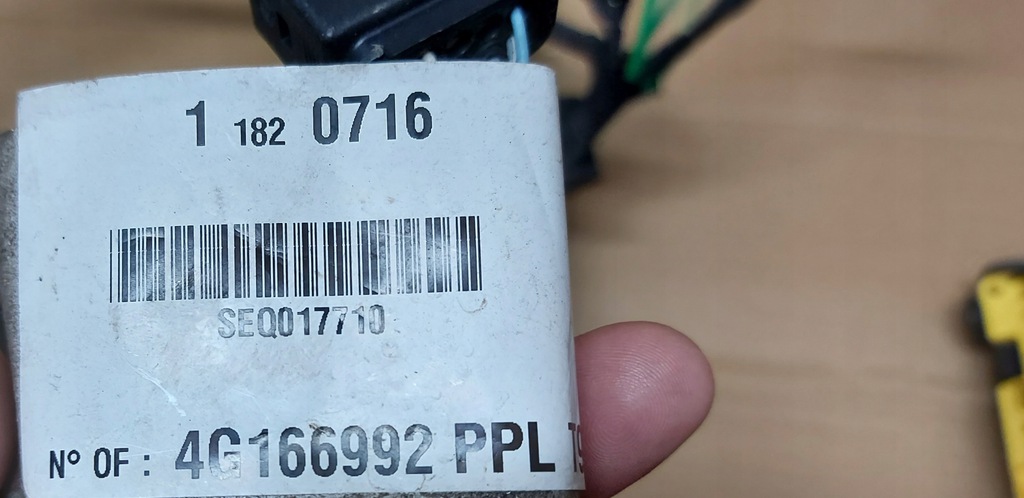 1 182 0716
SEQ017710
N° OF : 4G166992 PPL